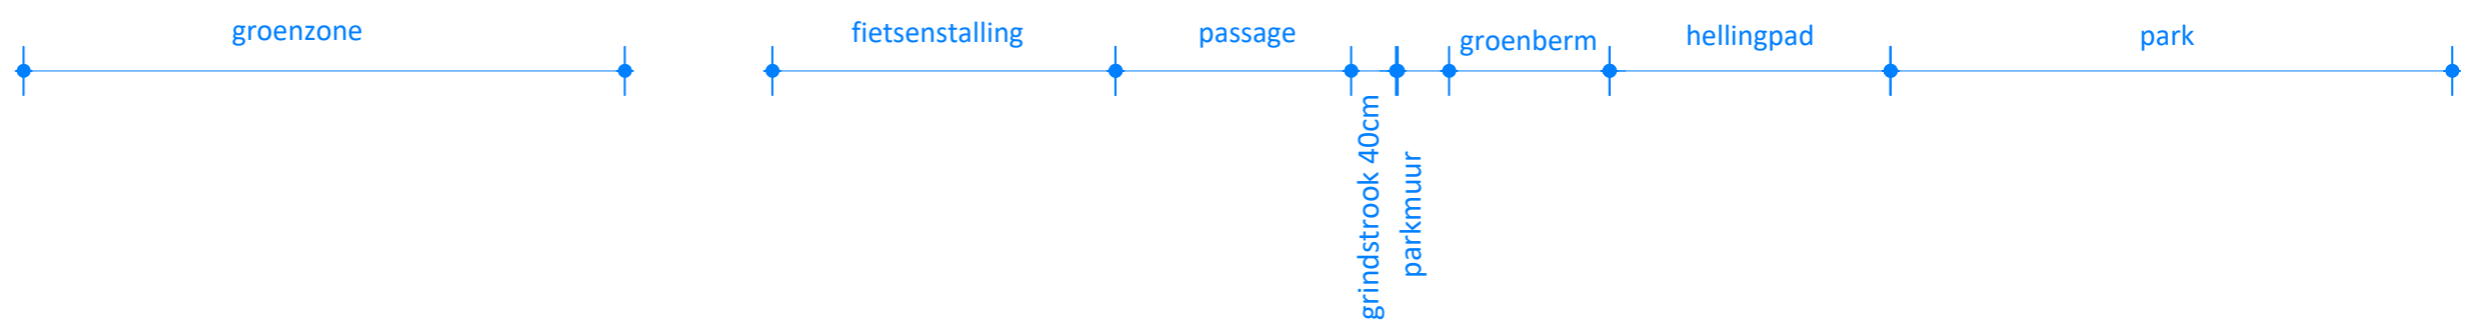 groenzone
fietsenstalling
passage
grindstrook 40cm
parkmuur
groenberm
hellingpad
park